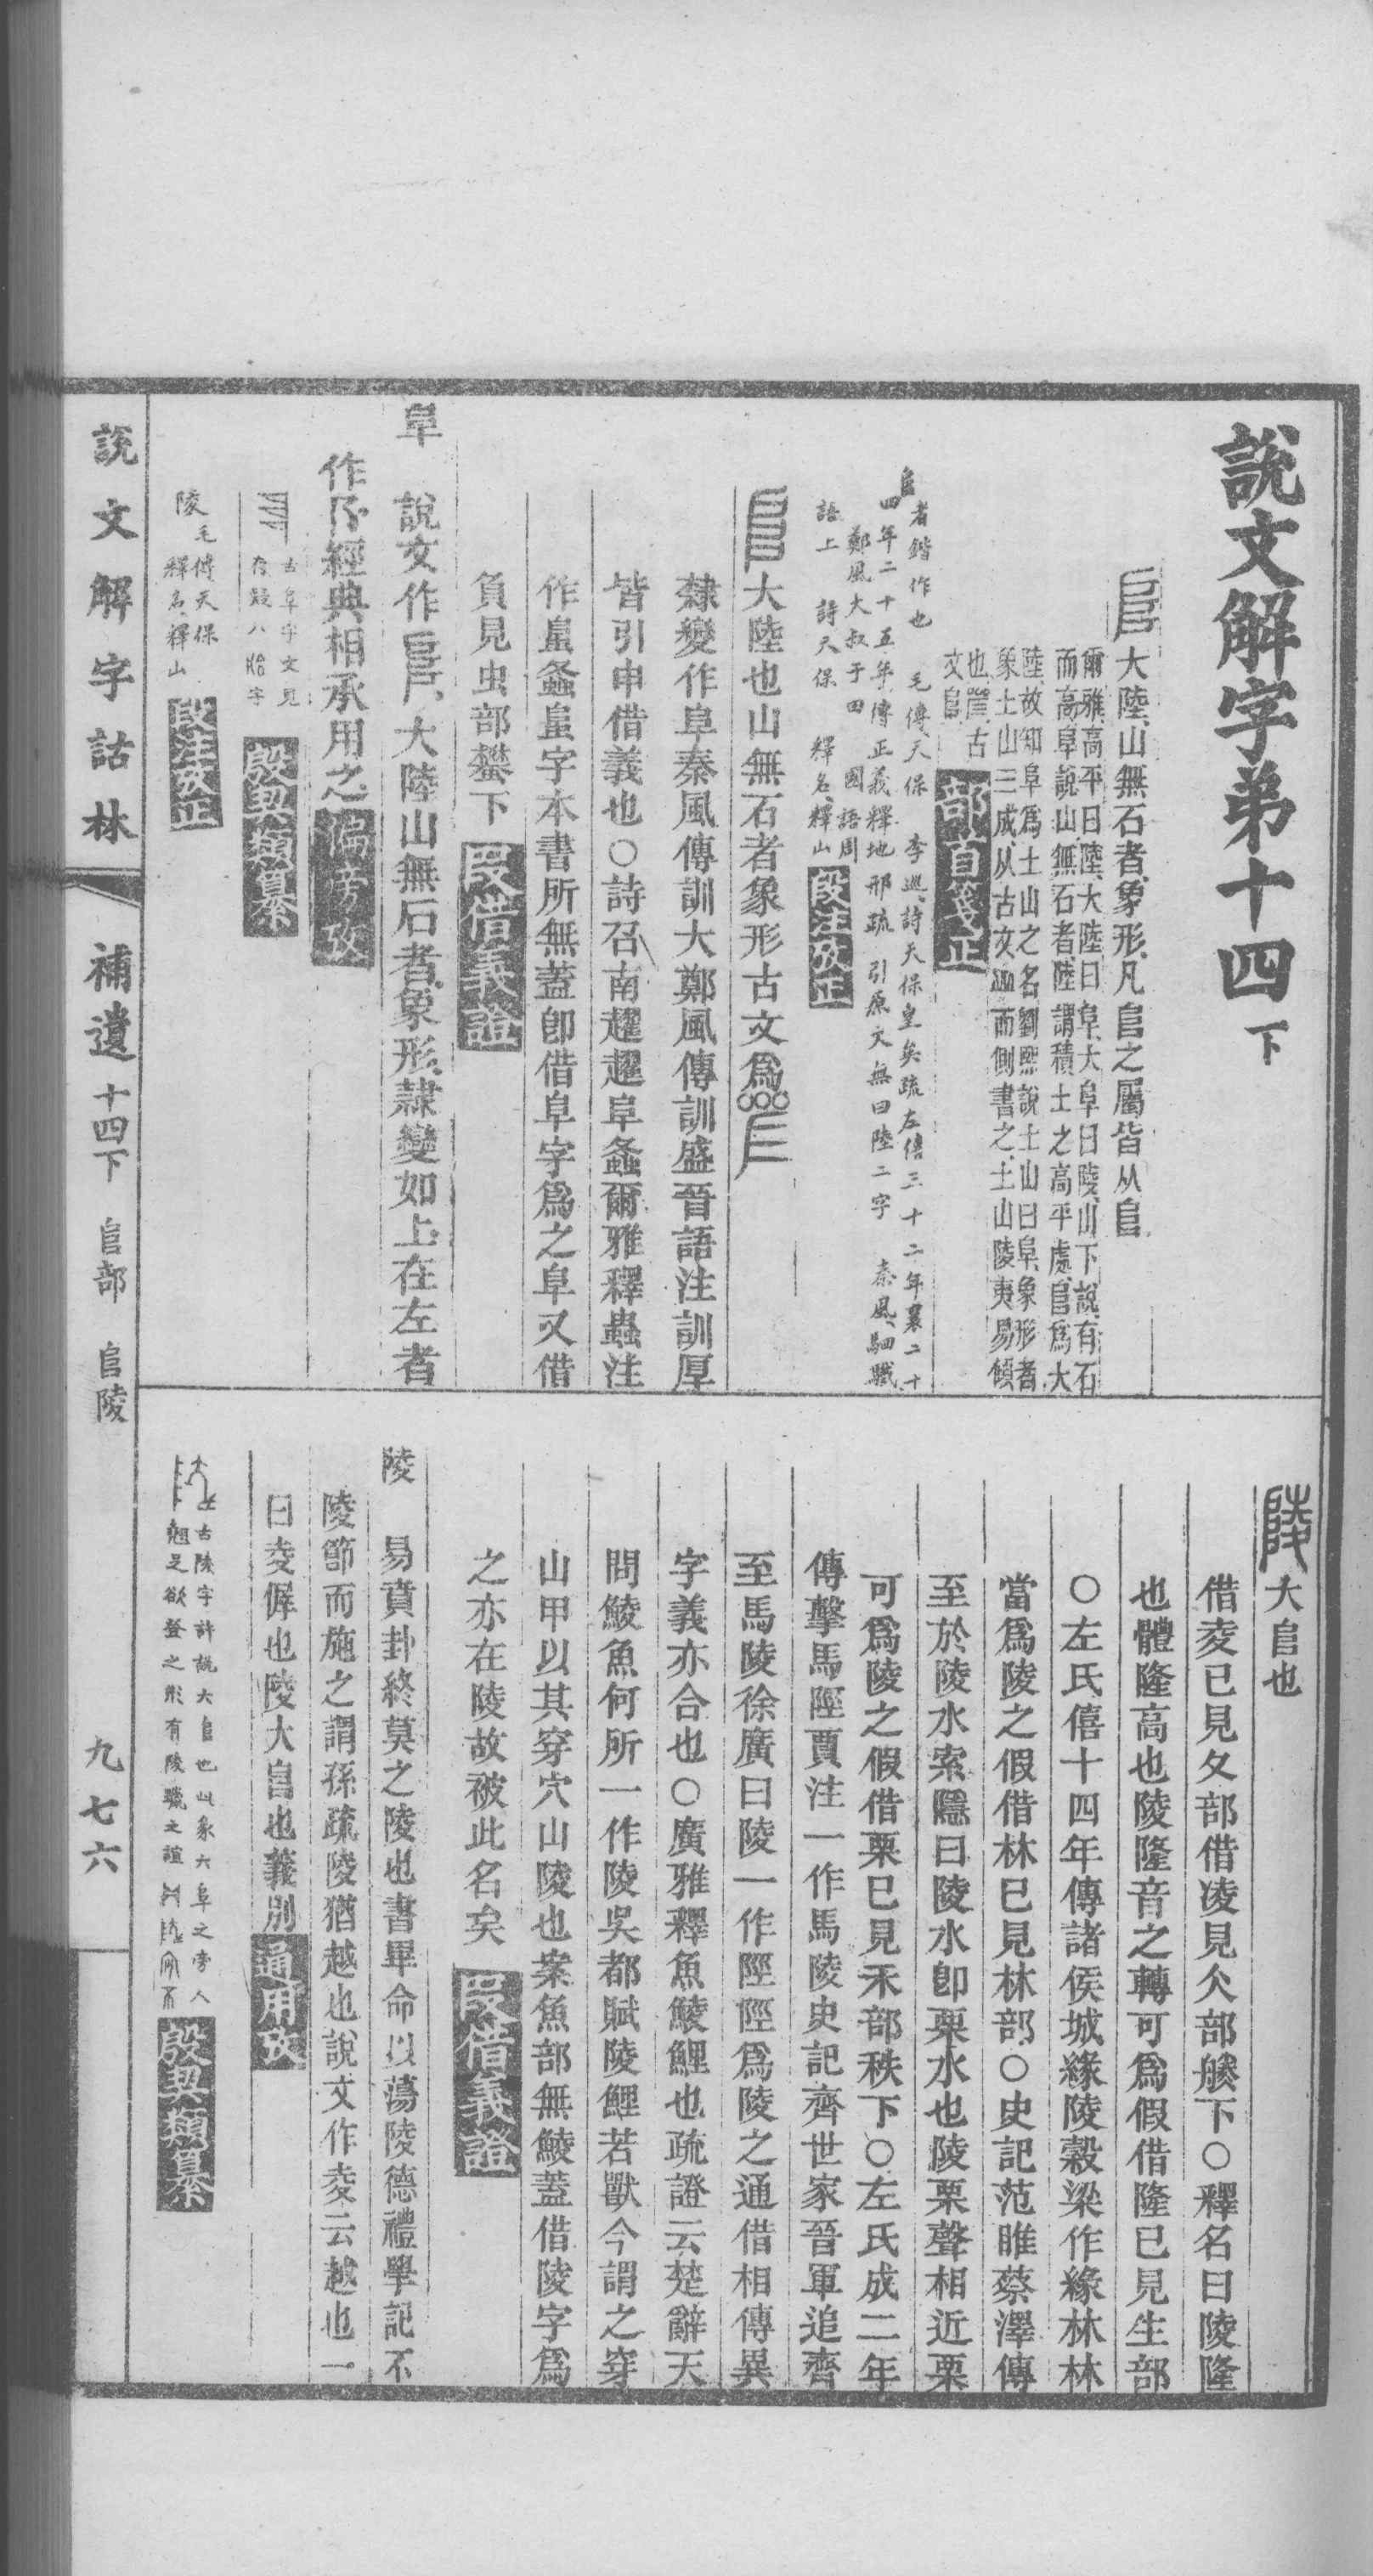 說文解字弟十四下
大陸、山無石者、象形、凡𨸏之屬皆从𨸏
爾雅、高平曰陸、大陸曰阜、大阜曰陵、山下說、有石
而高、阜說山無石者、陸謂積土之高平處、𨸏爲大
陸、故知阜爲土山之名、劉熙說土山曰阜、象形者
象土山三成、从古文而側書之、土山陵夷易傾
也、古
文𨸏
部首箋正
𨸏者鍇作也 毛傳天保 李巡詩天保皇矣疏左僖三十二年襄二十
四年二十五年傳正義釋地邢疏引原文無曰陸二字 秦風駟驖
鄭風大叔于田 國語周
語上 詩天保 釋名釋山
段注攷正
大陸也山無石者象形古文爲
隸變作阜秦風傳訓大鄭風傳訓盛晉語注訓厚
皆引申借義也〇詩召南趯趯阜螽爾雅釋蟲注
作𧒂螽𧒂字本書所無蓋卽借阜字爲之阜又借
負見虫部蠜下
叚借義證
阜 說文作大陸山無石者、象形、隸變如上、在左者
作阝、經典相承用之、
偏旁攷
古阜字文見
殷契類纂
陵 毛傳天保
釋名釋山
段注攷正
陵大𨸏也
借夌已見夊部借凌見仌部媵下〇釋名曰陵隆
也體隆高也陵隆音之轉可爲假借隆已見生部
〇左氏僖十四年傳諸侯城緣陵穀梁作緣林林
當爲陵之假借林已見林部〇史記范睢蔡澤傳
至於陵水索隱曰陵水卽栗水也陵栗聲相近栗
可爲陵之假借栗已見禾部秩下〇左氏成二年
傳擊馬陘賈注一作馬陵史記齊世家晉軍追齊
至馬陵徐廣曰陵一作陘陘爲陵之通借相傳異
字義亦合也〇廣雅釋魚鯪鯉也疏證云楚辭天
問鯪魚何所一作陵吳都賦陵鯉若獸今謂之穿
山甲以其穿穴山陵也案魚部無鯪蓋借陵字爲
之亦在陵故被此名矣
叚借義證
陵 易賁卦終莫之陵也書畢命以蕩陵德禮學記不
陵節而施之謂孫疏陵猶越也說文作夌云越也一
曰夌徲也陵大𨸏也義別
通用攷
古陵字許說大𨸏也此象大阜之旁人
翹足欲登之形有陵躐之誼
殷契類纂
說文解字詁林
補遺 十四下 𨸏部 𨸏陵
九七六